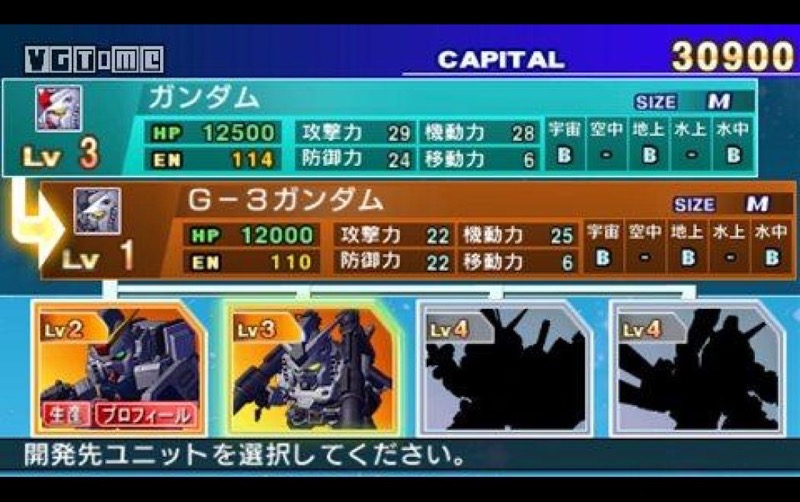 VGTIME
CAPITAL 30900
ガンダム
SIZE M
Lv 3
HP 12500 攻撃力 29 機動力 28 宇宙 空中 地上 水上 水中
EN 114 防御力 24 移動力 6 B - B - B
G-3ガンダム
SIZE M
Lv 1
HP 12000 攻撃力 22 機動力 25 宇宙 空中 地上 水上 水中
EN 110 防御力 22 移動力 6 B - B - B
Lv2 Lv3 Lv4 Lv4
生産 プロフィール
開発先ユニットを選択してください。